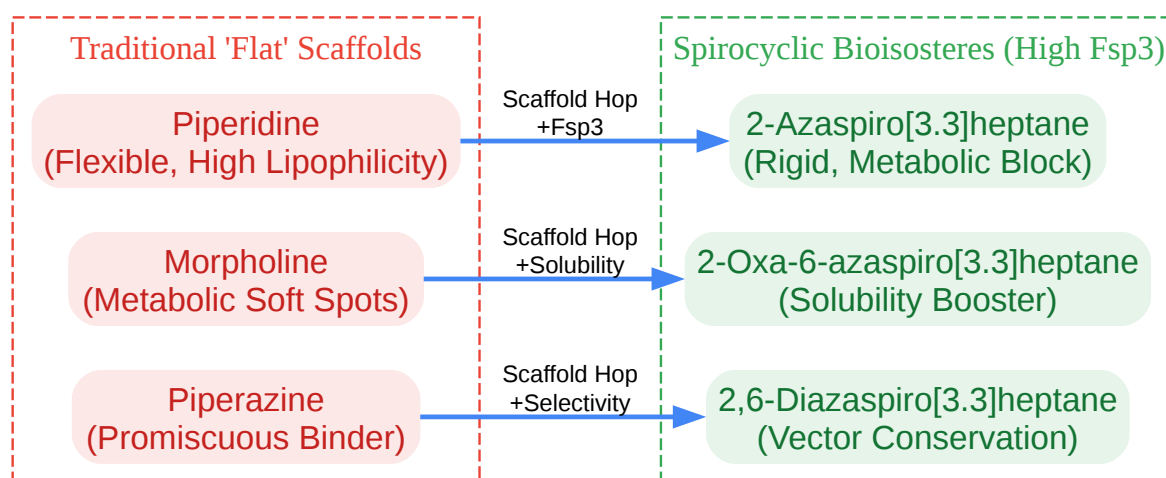 Traditional 'Flat' Scaffolds
Spirocyclic Bioisosteres (High Fsp3)
Piperidine
(Flexible, High Lipophilicity)
Scaffold Hop
+Fsp3
2-Azaspiro[3.3]heptane
(Rigid, Metabolic Block)
Morpholine
(Metabolic Soft Spots)
Scaffold Hop
+Solubility
2-Oxa-6-azaspiro[3.3]heptane
(Solubility Booster)
Piperazine
(Promiscuous Binder)
Scaffold Hop
+Selectivity
2,6-Diazaspiro[3.3]heptane
(Vector Conservation)